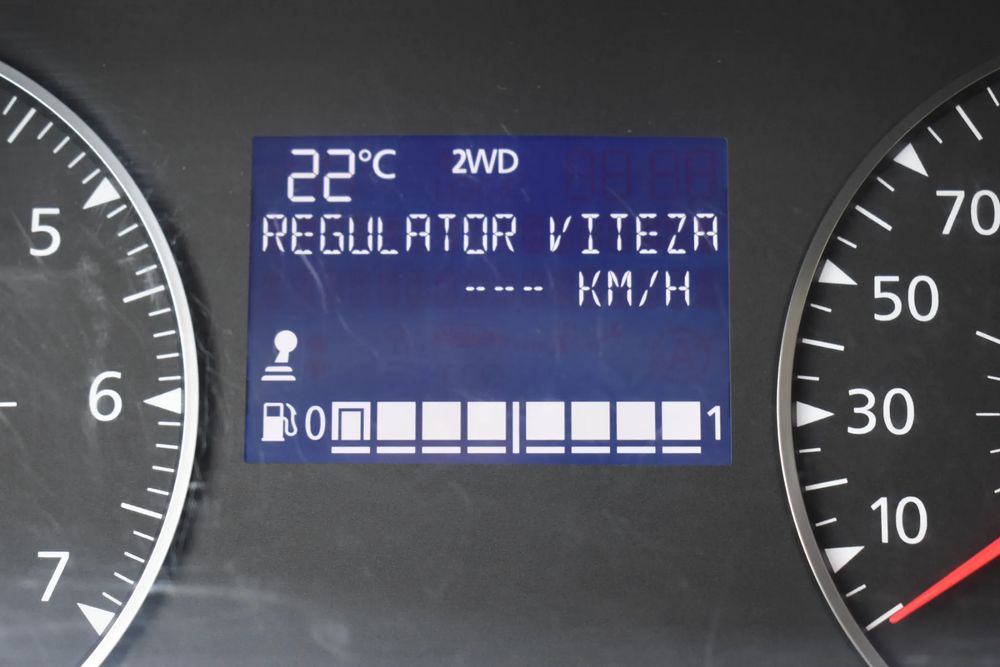 22°C 2WD
REGULATOR VITEZA
--- KM/H
0 1
5
6
7
70
50
30
10